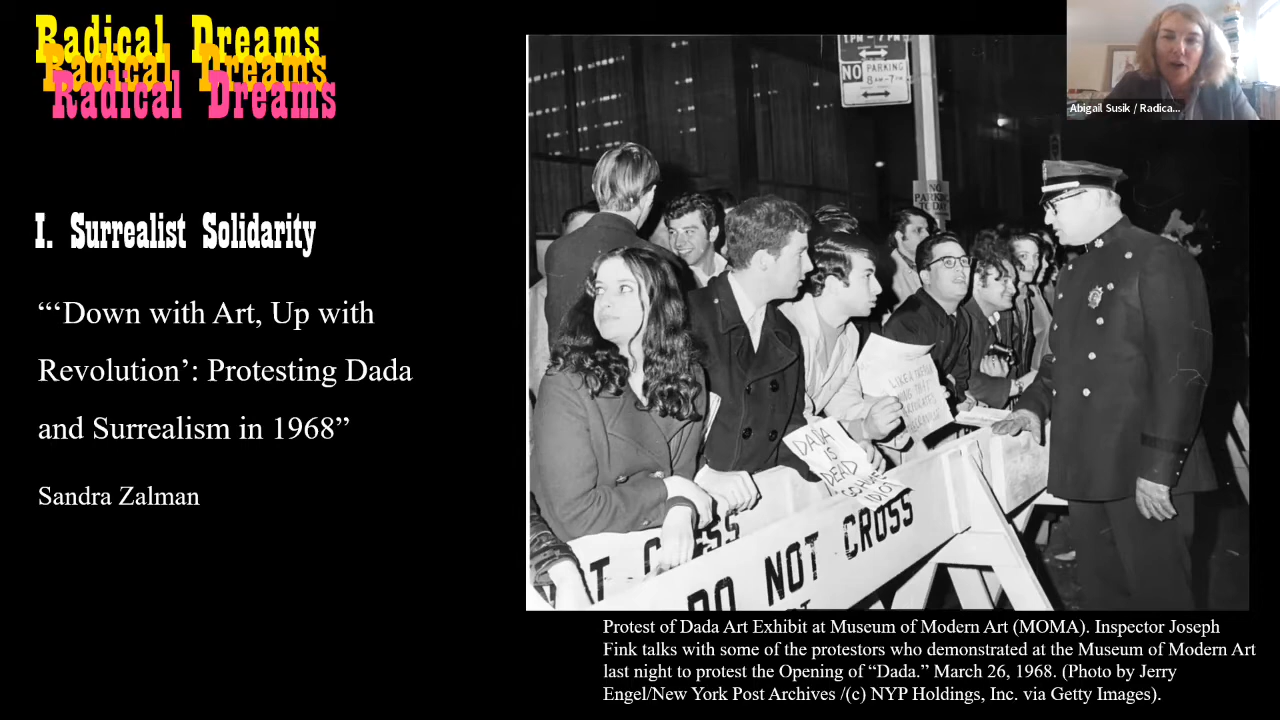 Radical Dreams
Radical Dreams
Radical Dreams
Abigail Susik / Radica...
I. Surrealist Solidarity
“‘Down with Art, Up with
Revolution’: Protesting Dada
and Surrealism in 1968”
Sandra Zalman
1PM - 7PM
NO PARKING
8AM-7PM
NO
PARKING
TODAY
DADA
IS
DEAD
DO NOT CROSS
Protest of Dada Art Exhibit at Museum of Modern Art (MOMA). Inspector Joseph
Fink talks with some of the protestors who demonstrated at the Museum of Modern Art
last night to protest the Opening of “Dada.” March 26, 1968. (Photo by Jerry
Engel/New York Post Archives /(c) NYP Holdings, Inc. via Getty Images).